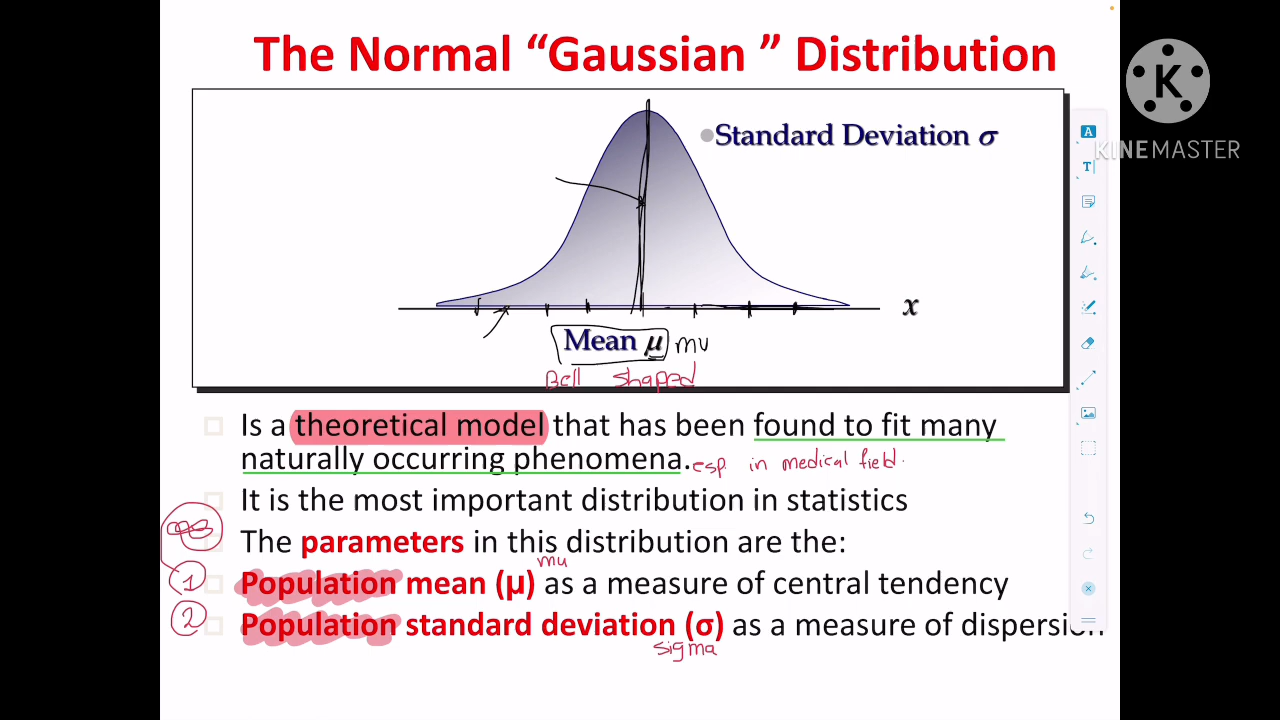 The Normal “Gaussian ” Distribution
K
KINEMASTER
•Standard Deviation σ
x
Mean μ mu
Bell shaped
Is a theoretical model that has been found to fit many
naturally occurring phenomena. esp. in medical field.
It is the most important distribution in statistics
The parameters in this distribution are the:
mu
1 Population mean (μ) as a measure of central tendency
2 Population standard deviation (σ) as a measure of dispersion
sigma